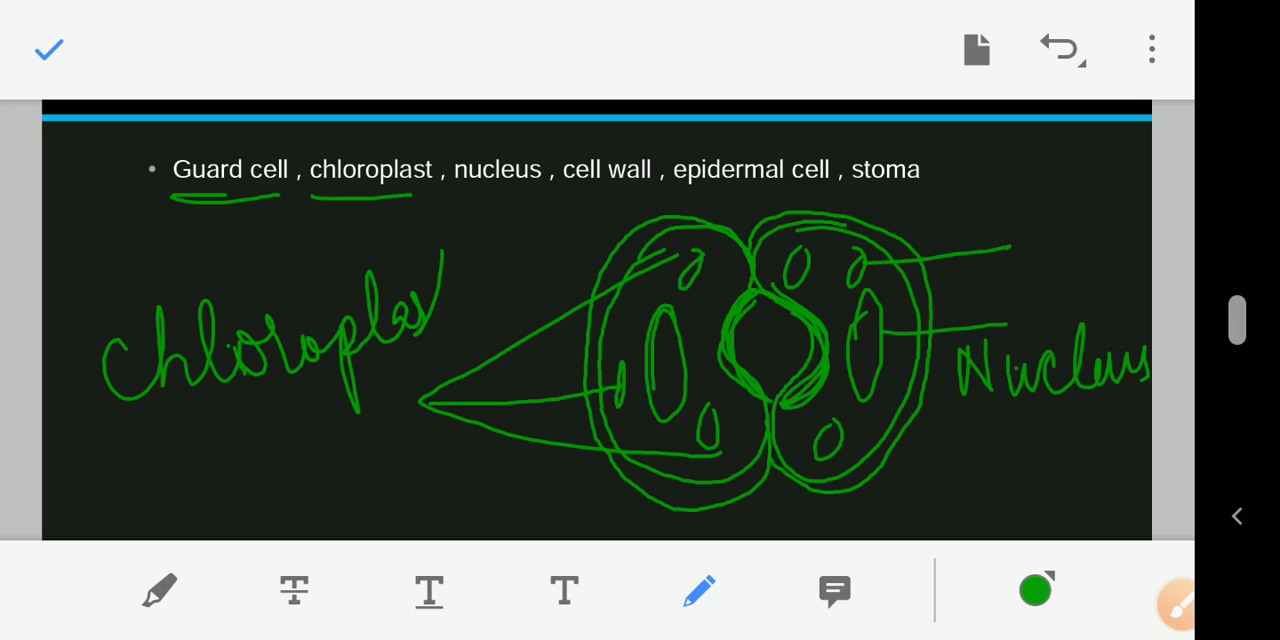 • Guard cell , chloroplast , nucleus , cell wall , epidermal cell , stoma
Chloroplas
Nucleus